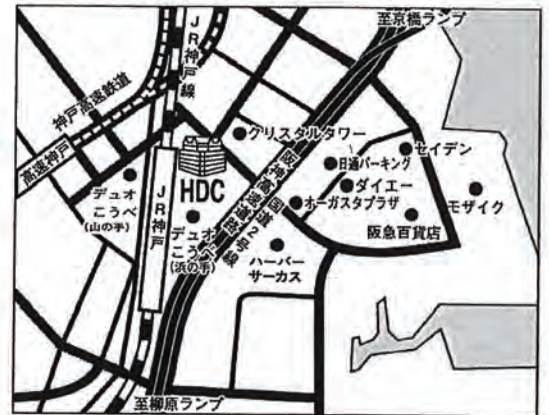 至京橋ランプ
JR神戸線
神戸高速鉄道
高速神戸
クリスタルタワー
日通パーキング
セイデン
ダイエー
オーガスタプラザ
阪急百貨店
モザイク
HDC
デュオ
こうべ
(山の手)
JR神戸
デュオ
こうべ
(浜の手)
阪神高速道路
国道2号線
ハーバー
サーカス
至柳原ランプ